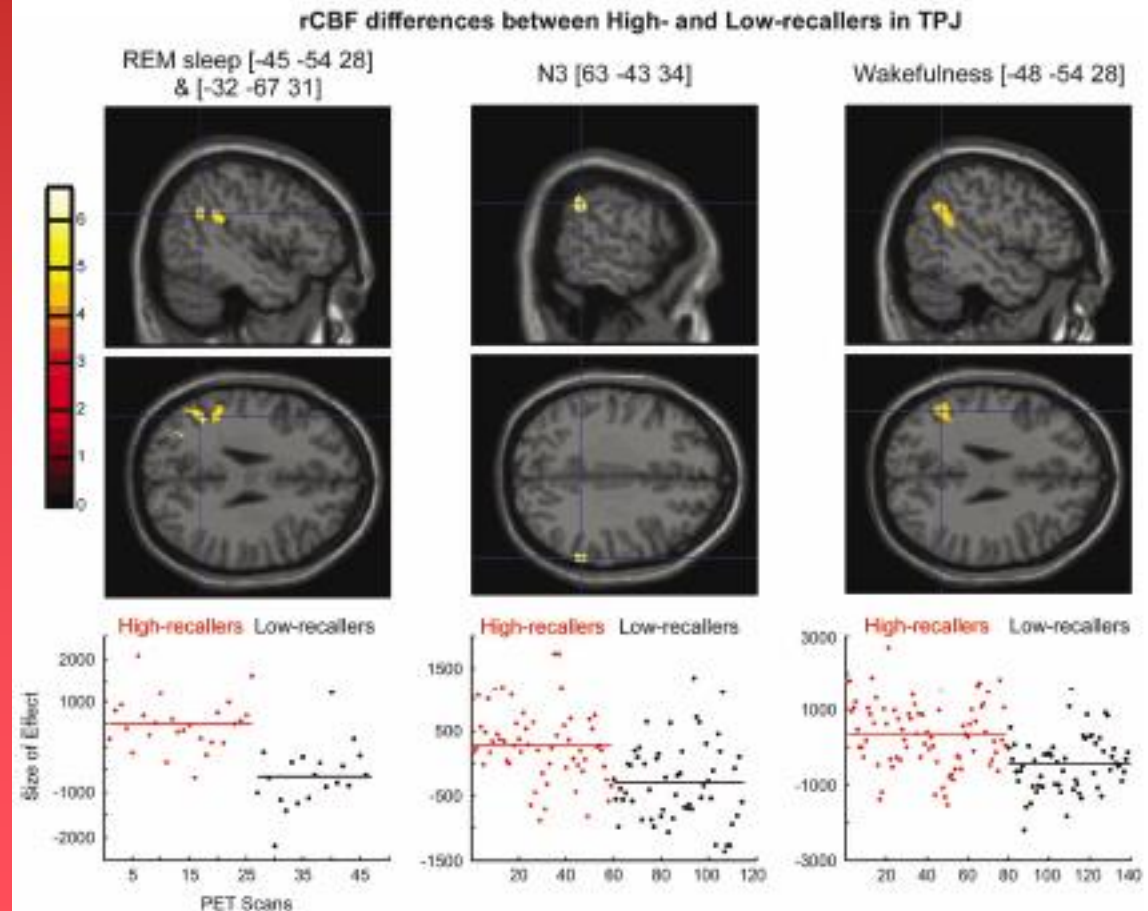 rCBF differences between High- and Low-recallers in TPJ
REM sleep [-45 -54 28]
& [-32 -67 31]
N3 [63 -43 34]
Wakefulness [-48 -54 28]
6
5
4
3
2
1
0
High-recallers Low-recallers
2000
1000
-1000
-2000
Size of Effect
5 15 25 35 45
PET Scans
High-recallers Low-recallers
1500
500
-500
-1500
20 40 60 80 100 120
High-recallers Low-recallers
3000
1000
-1000
-3000
20 40 60 80 100 120 140